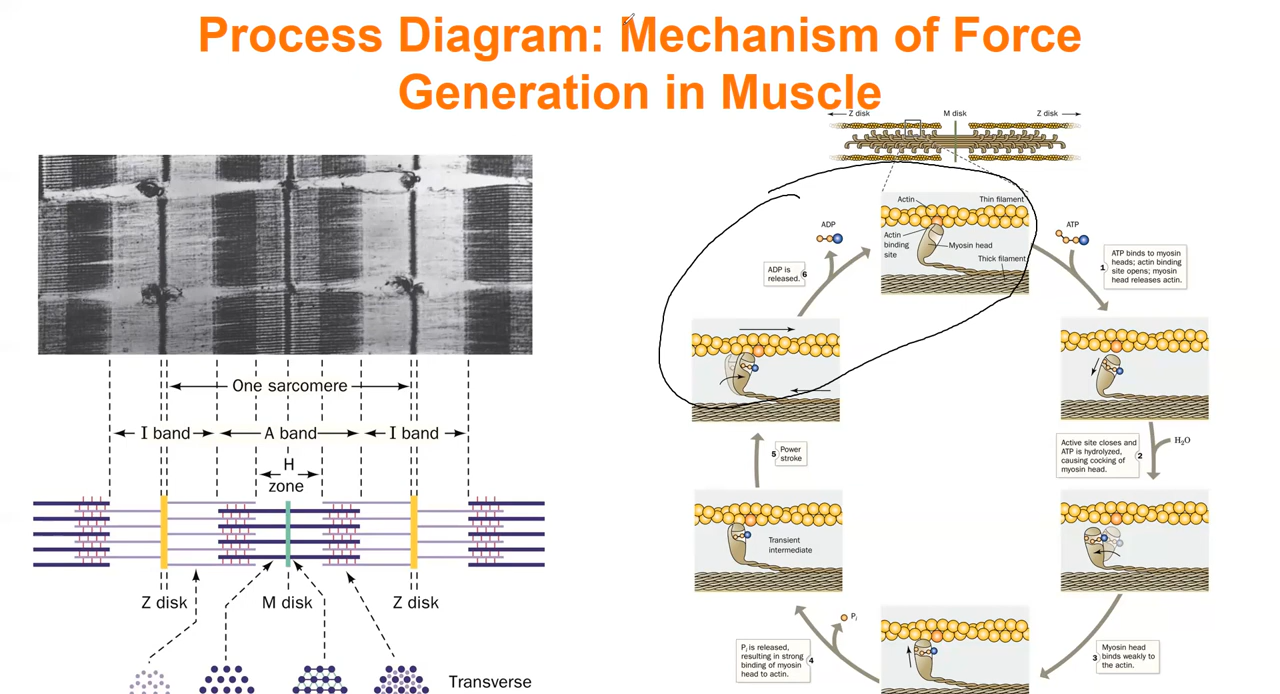 Process Diagram: Mechanism of Force
Generation in Muscle
Z disk
M disk
Z disk
Actin
Thin filament
Actin
binding
site
Myosin head
Thick filament
ADP
ATP
ADP is
released.
6
1
ATP binds to myosin
heads; actin binding
site opens; myosin
head releases actin.
One sarcomere
I band
A band
I band
H
zone
5
Power
stroke
Active site closes and
ATP is hydrolyzed,
causing cocking of
myosin head.
2
H₂O
Transient
intermediate
Z disk
M disk
Z disk
Pᵢ
Pᵢ is released,
resulting in strong
binding of myosin
head to actin.
4
3
Myosin head
binds weakly to
the actin.
Transverse